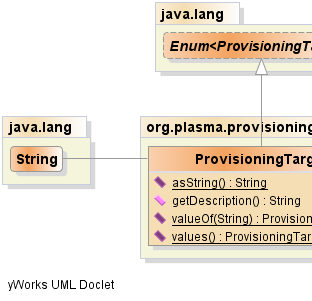 java.lang
Enum<ProvisioningTa
java.lang
String
org.plasma.provisioning
ProvisioningTarg
asString() : String
getDescription() : String
valueOf(String) : Provision
values() : ProvisioningTar
yWorks UML Doclet